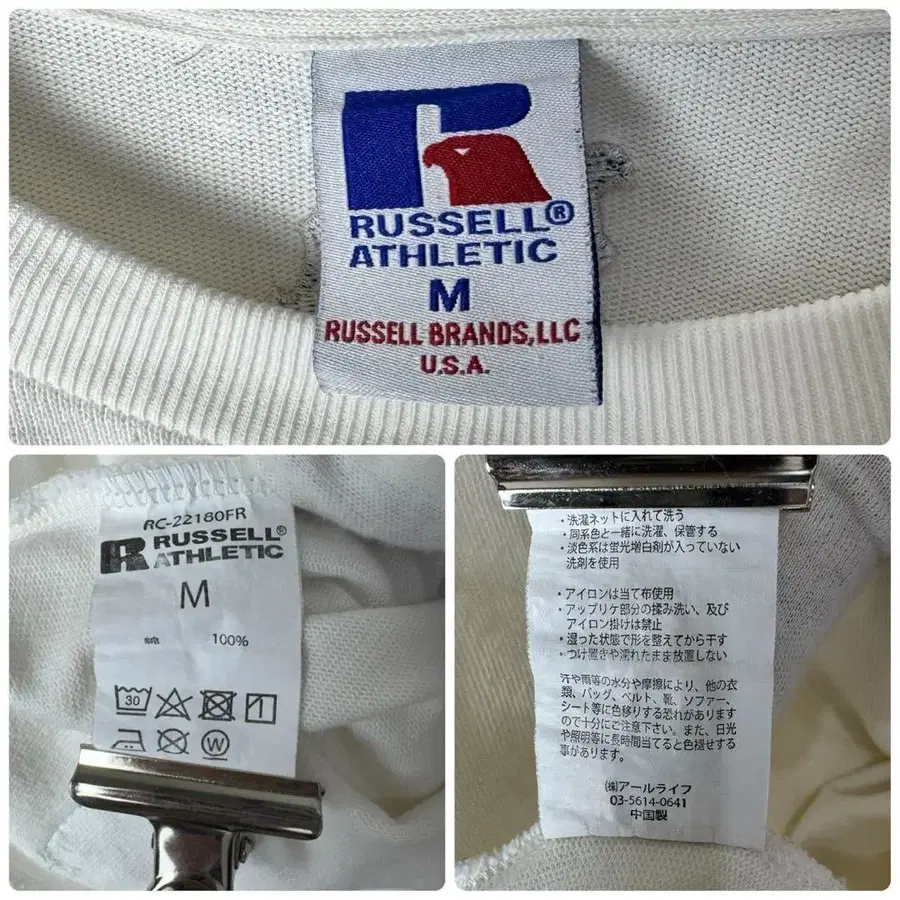 RUSSELL®
ATHLETIC
M
RUSSELL BRANDS, LLC
U.S.A.
RC-22180FR
RUSSELL®
ATHLETIC
M
綿 100%
30
W
・洗濯ネットに入れて洗う
・同系色と一緒に洗濯、保管する
・淡色系は蛍光増白剤が入っていない
洗剤を使用
・アイロンは当て布使用
・アップリケ部分の揉み洗い、及び
アイロン掛けは禁止
・湿った状態で形を整えてから干す
・つけ置きや濡れたまま放置しない
汗や雨等の水分や摩擦により、他の衣
類、バッグ、ベルト、靴、ソファー、
シート等に色移りする恐れがあります
ので十分にご注意下さい。また、日光
や照明等に長時間当てると色褪せする
事があります。
㈱アールライフ
03-5614-0641
中国製